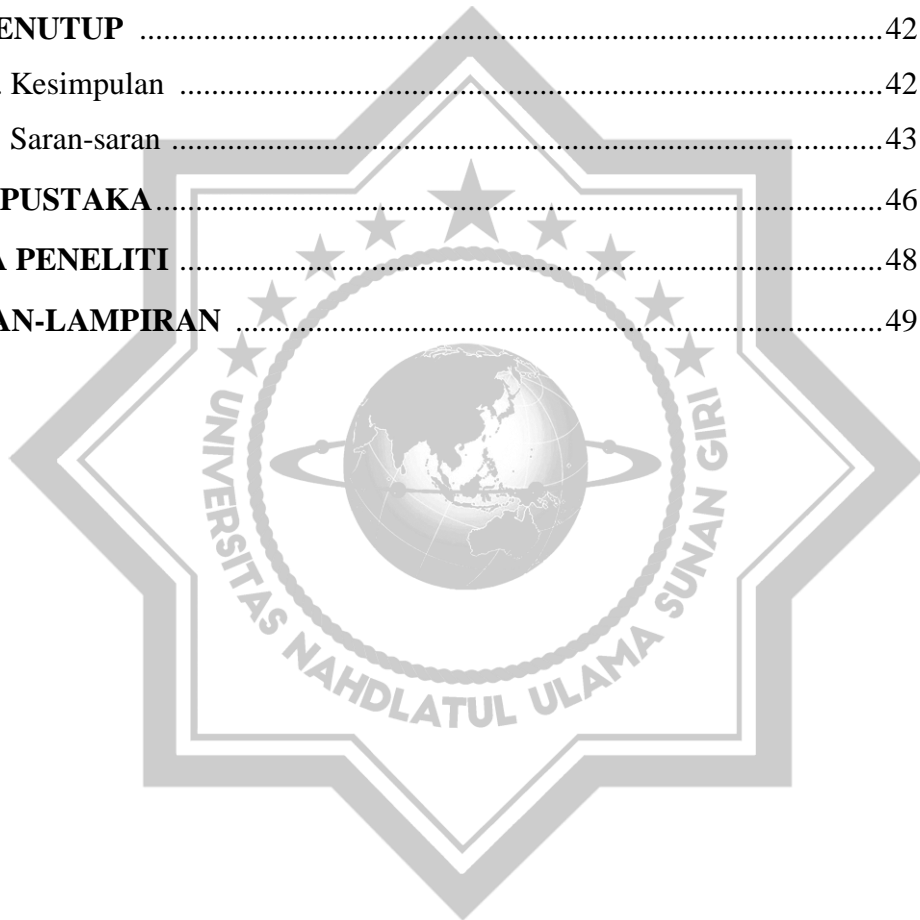 ENUTUP ........................................................................................... 42
. Kesimpulan ...................................................................................... 42
Saran-saran ........................................................................................ 43
PUSTAKA ......................................................................................... 46
A PENELITI ...................................................................................... 48
AN-LAMPIRAN ................................................................................ 49
UNIVERSITAS NAHDLATUL ULAMA SUNAN GIRI